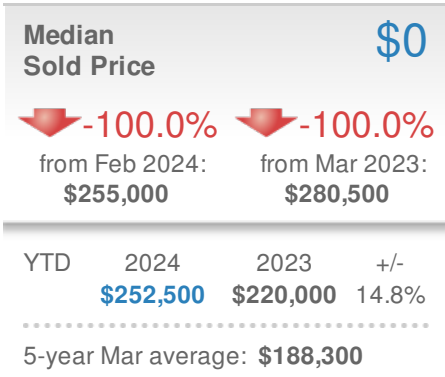 Median $0
Sold Price
-100.0% -100.0%
from Feb 2024: from Mar 2023:
$255,000 $280,500
YTD 2024 2023 +/-
$252,500 $220,000 14.8%
5-year Mar average: $188,300